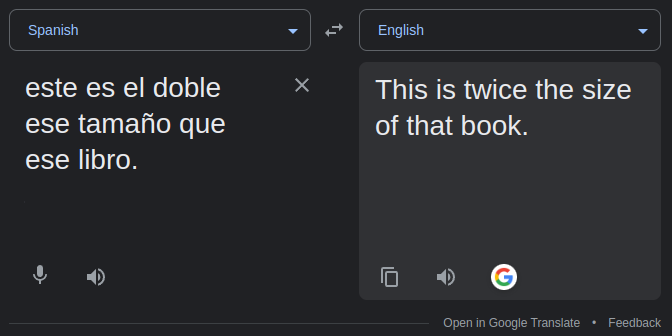 Spanish
English
este es el doble
ese tamaño que
ese libro.
This is twice the size
of that book.
Open in Google Translate • Feedback